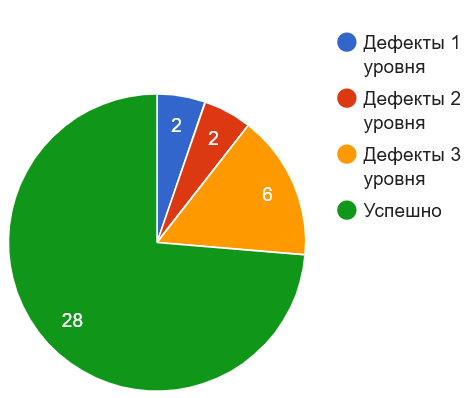 Дефекты 1
уровня
Дефекты 2
уровня
Дефекты 3
уровня
Успешно
2
2
6
28